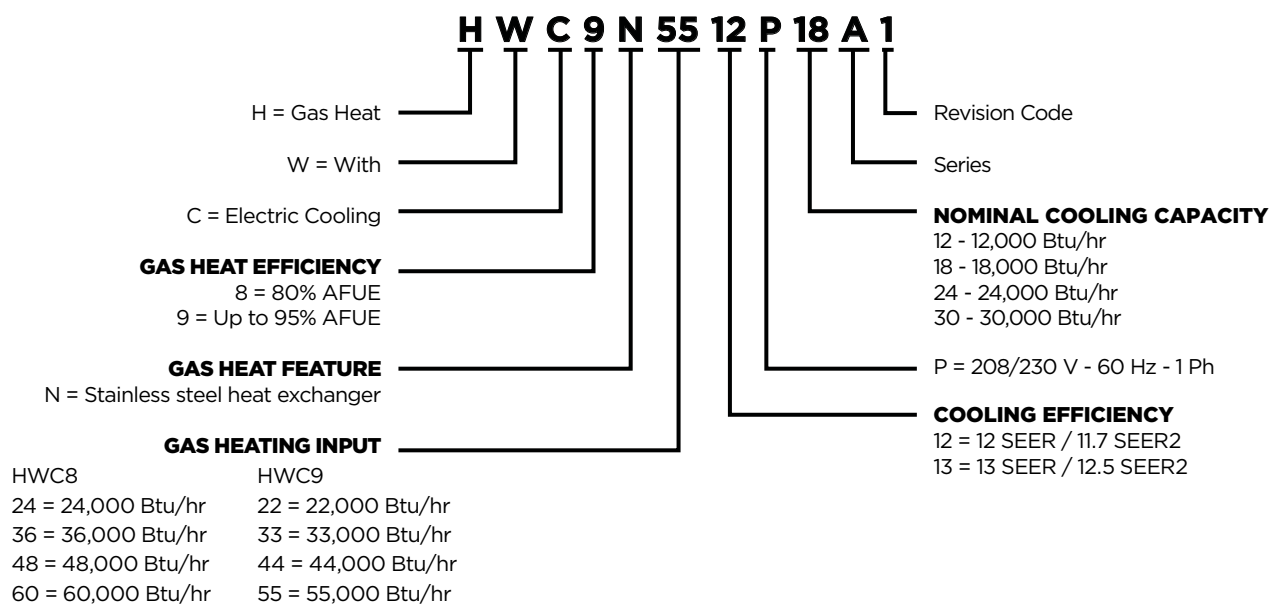 H W C 9 N 55 12 P 18 A 1
H = Gas Heat
W = With
C = Electric Cooling
GAS HEAT EFFICIENCY
8 = 80% AFUE
9 = Up to 95% AFUE
GAS HEAT FEATURE
N = Stainless steel heat exchanger
GAS HEATING INPUT
HWC8 HWC9
24 = 24,000 Btu/hr 22 = 22,000 Btu/hr
36 = 36,000 Btu/hr 33 = 33,000 Btu/hr
48 = 48,000 Btu/hr 44 = 44,000 Btu/hr
60 = 60,000 Btu/hr 55 = 55,000 Btu/hr
Revision Code
Series
NOMINAL COOLING CAPACITY
12 - 12,000 Btu/hr
18 - 18,000 Btu/hr
24 - 24,000 Btu/hr
30 - 30,000 Btu/hr
P = 208/230 V - 60 Hz - 1 Ph
COOLING EFFICIENCY
12 = 12 SEER / 11.7 SEER2
13 = 13 SEER / 12.5 SEER2